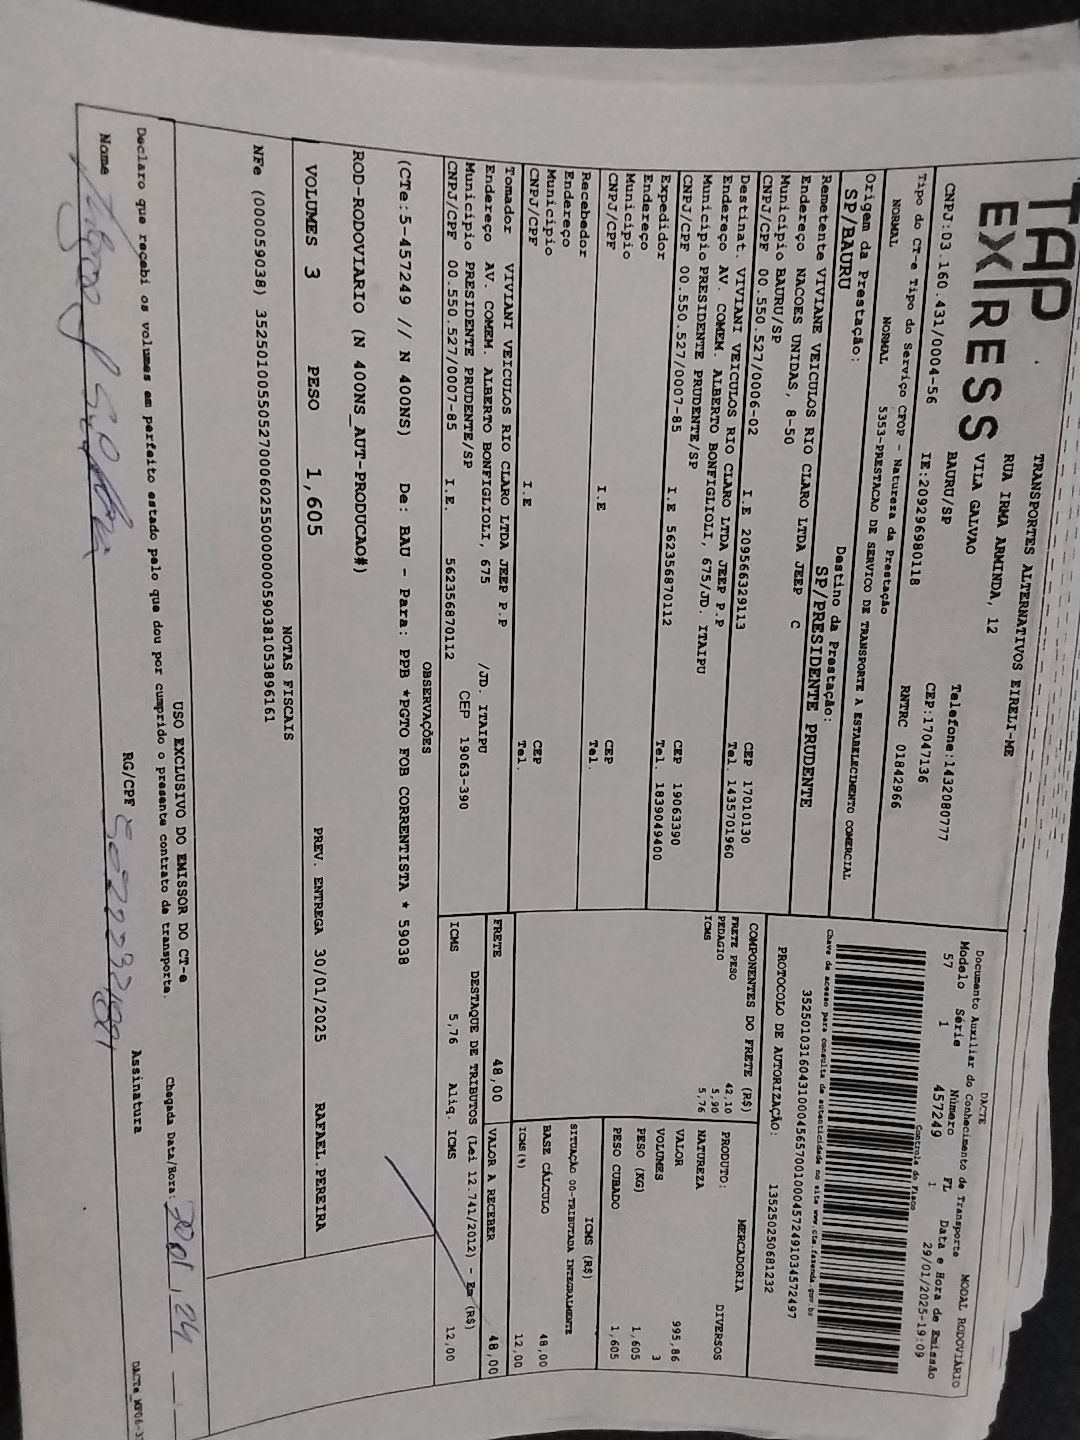 TAP
EXPRESS
TRANSPORTES ALTERNATIVOS EIRELI-ME
RUA IRMA ARMINDA, 12
VILA GALVAO Telefone:1432080777
BAURU/SP CEP:17047136
CNPJ:03.160.431/0004-56 IE:209296980118 RNTRC 01842966
Tipo do CT-e Tipo do Serviço CFOP - Natureza da Prestação
NORMAL NORMAL 5353-PRESTACAO DE SERVICO DE TRANSPORTE A ESTABELECIMENTO COMERCIAL
Origem da Prestação: Destino da Prestação:
SP/BAURU SP/PRESIDENTE PRUDENTE
Remetente VIVIANE VEICULOS RIO CLARO LTDA JEEP C
Endereço NACOES UNIDAS, 8-50
Município BAURU/SP CEP 17010130
CNPJ/CPF 00.550.527/0006-02 I.E 209566329113 Tel. 1435701960
Destinat. VIVIANI VEICULOS RIO CLARO LTDA JEEP P.P
Endereço AV. COMEM. ALBERTO BONFIGLIOLI, 675/JD. ITAIPU
Município PRESIDENTE PRUDENTE/SP CEP 19063390
CNPJ/CPF 00.550.527/0007-85 I.E 562356870112 Tel. 1839049400
Expedidor
Endereço
Município CEP
CNPJ/CPF I.E Tel.
Recebedor
Endereço
Município CEP
CNPJ/CPF I.E Tel.
Tomador VIVIANI VEICULOS RIO CLARO LTDA JEEP P.P
Endereço AV. COMEM. ALBERTO BONFIGLIOLI, 675 /JD. ITAIPU
Município PRESIDENTE PRUDENTE/SP CEP 19063-390
CNPJ/CPF 00.550.527/0007-85 I.E. 562356870112
DACTE
Documento Auxiliar do Conhecimento de Transporte MODAL RODOVIÁRIO
Modelo Série Número FL Data e Hora de Emissão
57 1 457249 1 29/01/2025-19:09
Controle do Fisco
Chave de acesso para consulta de autenticidade no site www.cte.fazenda.gov.br
35250103160431000456570010004572491034572497
PROTOCOLO DE AUTORIZAÇÃO: 135250250681232
COMPONENTES DO FRETE (R$)
FRETE PESO 42,10
PEDAGIO 5,90
ICMS 5,76
MERCADORIA
PRODUTO: DIVERSOS
NATUREZA
VALOR 995,86
VOLUMES 3
PESO (KG) 1,605
PESO CUBADO 1,605
ICMS (R$)
SITUAÇÃO 00-TRIBUTADA INTEGRALMENTE
BASE CÁLCULO 48,00
ICMS(%) 12,00
FRETE 48,00 VALOR A RECEBER 48,00
DESTAQUE DE TRIBUTOS (Lei 12.741/2012) - Em (R$)
ICMS 5,76 Aliq. ICMS 12,00
OBSERVAÇÕES
(CTe:5-457249 // N 400NS) De: BAU - Para: PPB *PGTO FOB CORRENTISTA * 59038
ROD-RODOVIARIO (N 400NS_AUT-PRODUCAO#)
VOLUMES 3 PESO 1,605 PREV. ENTREGA 30/01/2025 RAFAEL.PEREIRA
NOTAS FISCAIS
NFe (000059038) 35250100550527000602550000000590381053896161
USO EXCLUSIVO DO EMISSOR DO CT-e
Declaro que recebi os volumes em perfeito estado pelo que dou por cumprido o presente contrato de transporte. Chegada Data/Hora:
Nome RG/CPF Assinatura